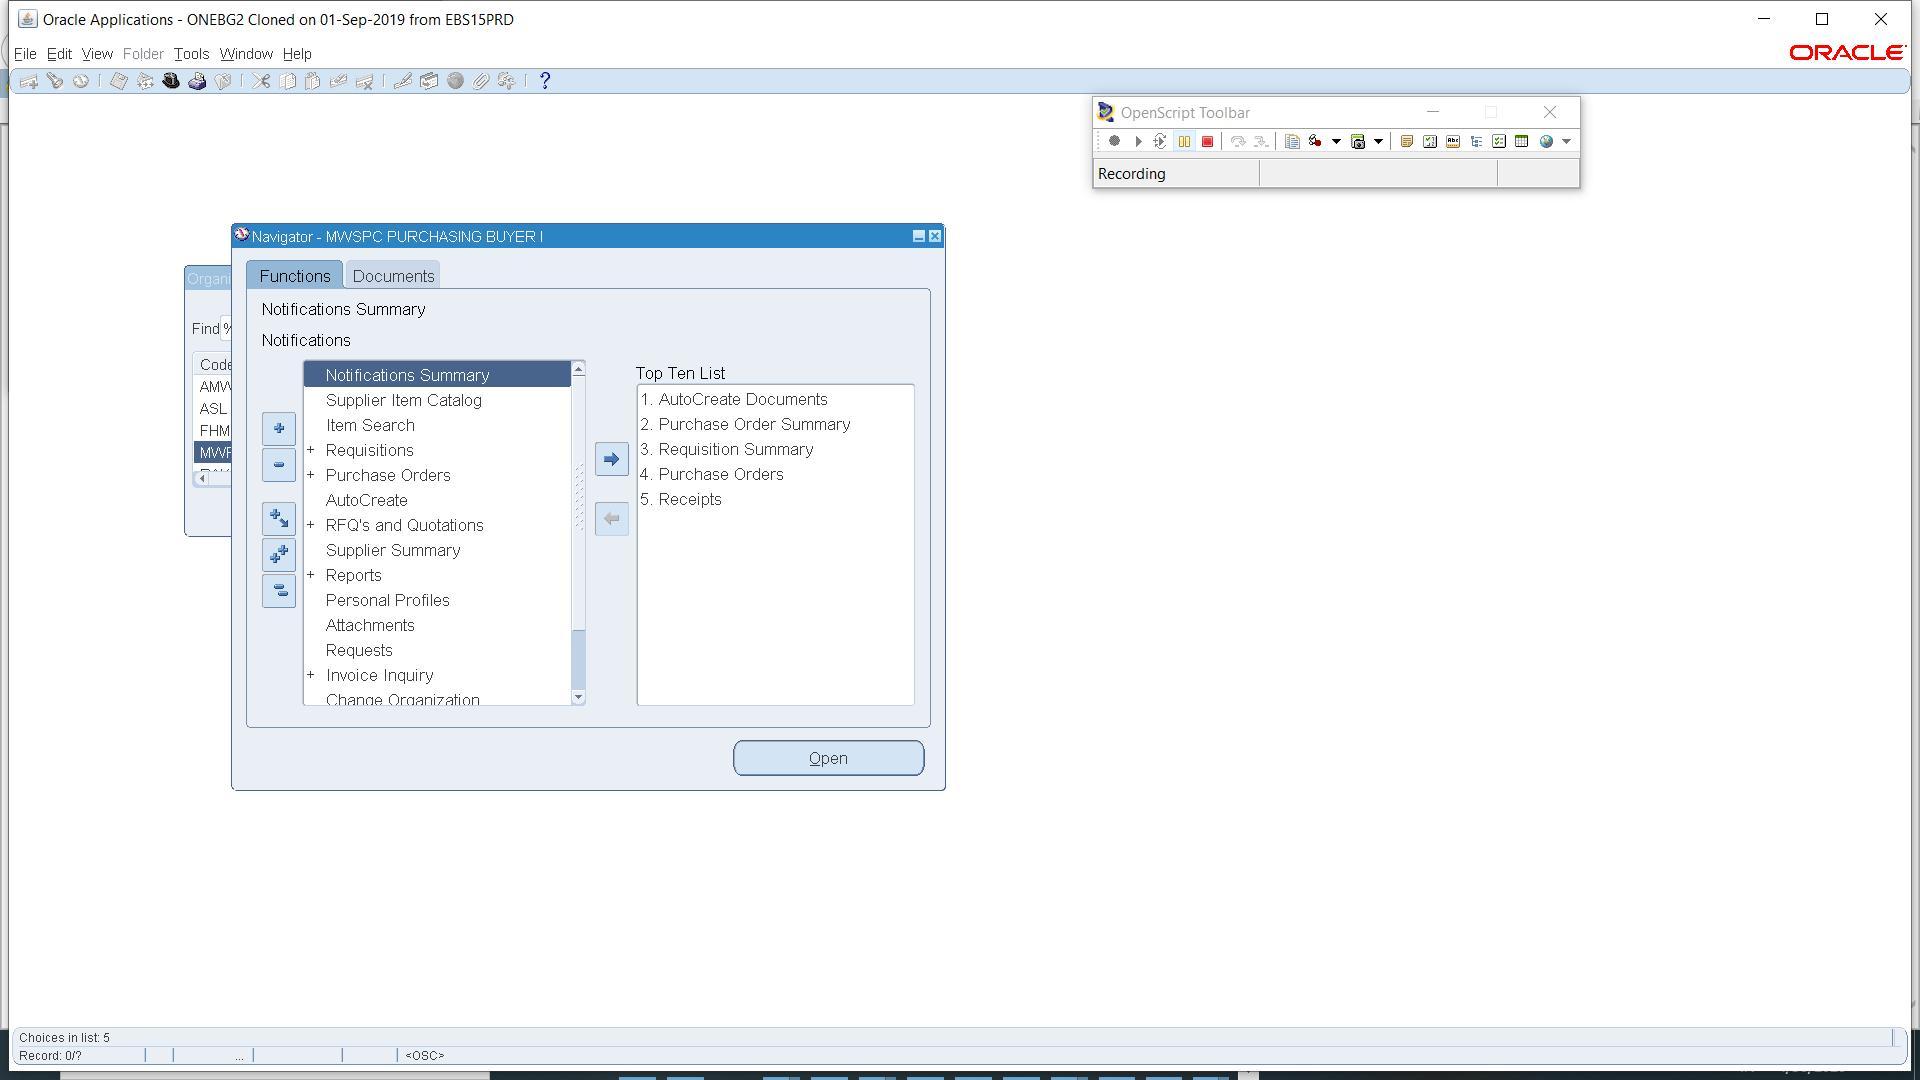 Oracle Applications - ONEBG2 Cloned on 01-Sep-2019 from EBS15PRD
File Edit View Folder Tools Window Help
ORACLE
OpenScript Toolbar
Recording
Navigator - MWSPC PURCHASING BUYER I
Functions Documents
Notifications Summary
Notifications
Organi
Find %
Code
AMW
ASL
FHM
Notifications Summary
Supplier Item Catalog
Item Search
+ Requisitions
+ Purchase Orders
AutoCreate
+ RFQ's and Quotations
Supplier Summary
+ Reports
Personal Profiles
Attachments
Requests
+ Invoice Inquiry
Change Organization
Top Ten List
1. AutoCreate Documents
2. Purchase Order Summary
3. Requisition Summary
4. Purchase Orders
5. Receipts
Open
Choices in list: 5
Record: 0/? ... <OSC>